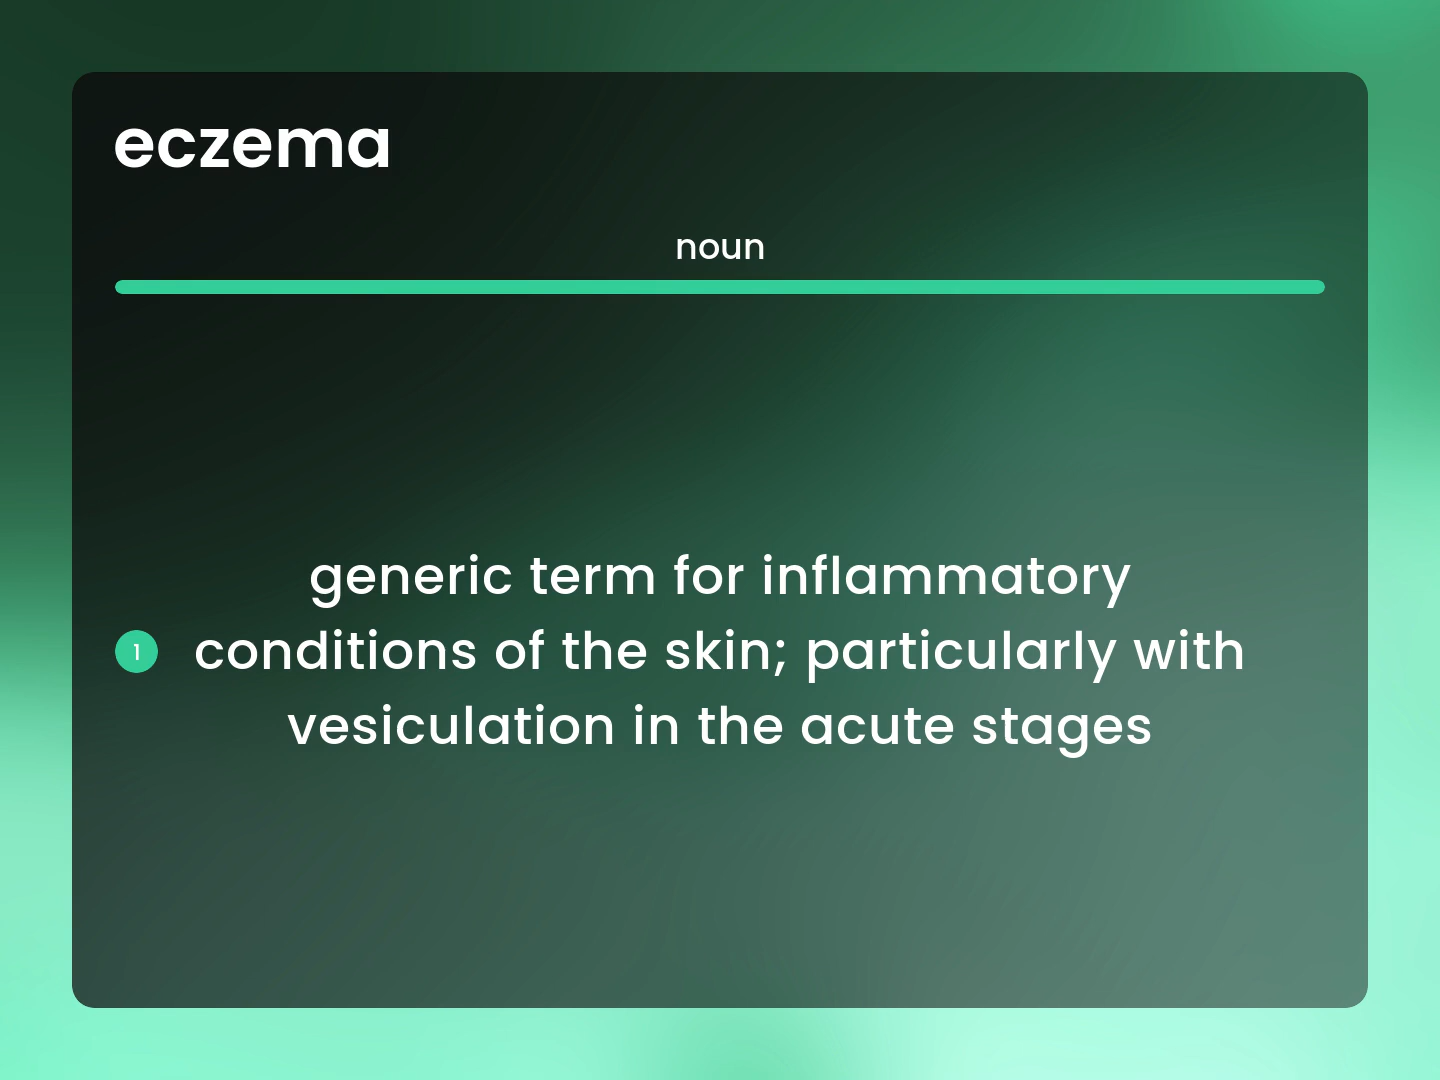 eczema
noun
generic term for inflammatory
1 conditions of the skin; particularly with
vesiculation in the acute stages